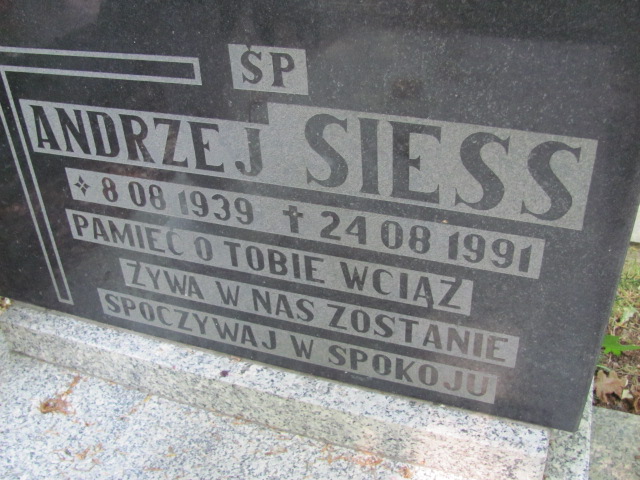 ŚP
ANDRZEJ SIESS
8 08 1939 † 24 08 1991
PAMIĘĆ O TOBIE WCIĄŻ
ŻYWA W NAS ZOSTANIE
SPOCZYWAJ W SPOKOJU